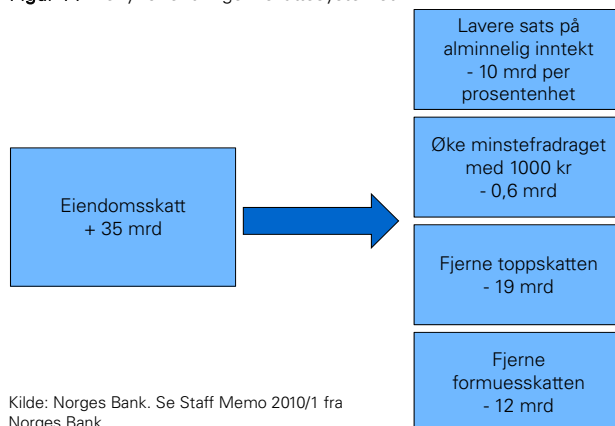 Eiendomsskatt
+ 35 mrd
Lavere sats på
alminnelig inntekt
- 10 mrd per
prosentenhet
Øke minstefradraget
med 1000 kr
- 0,6 mrd
Fjerne toppskatten
- 19 mrd
Fjerne
formuesskatten
- 12 mrd
Kilde: Norges Bank. Se Staff Memo 2010/1 fra
Norges Bank